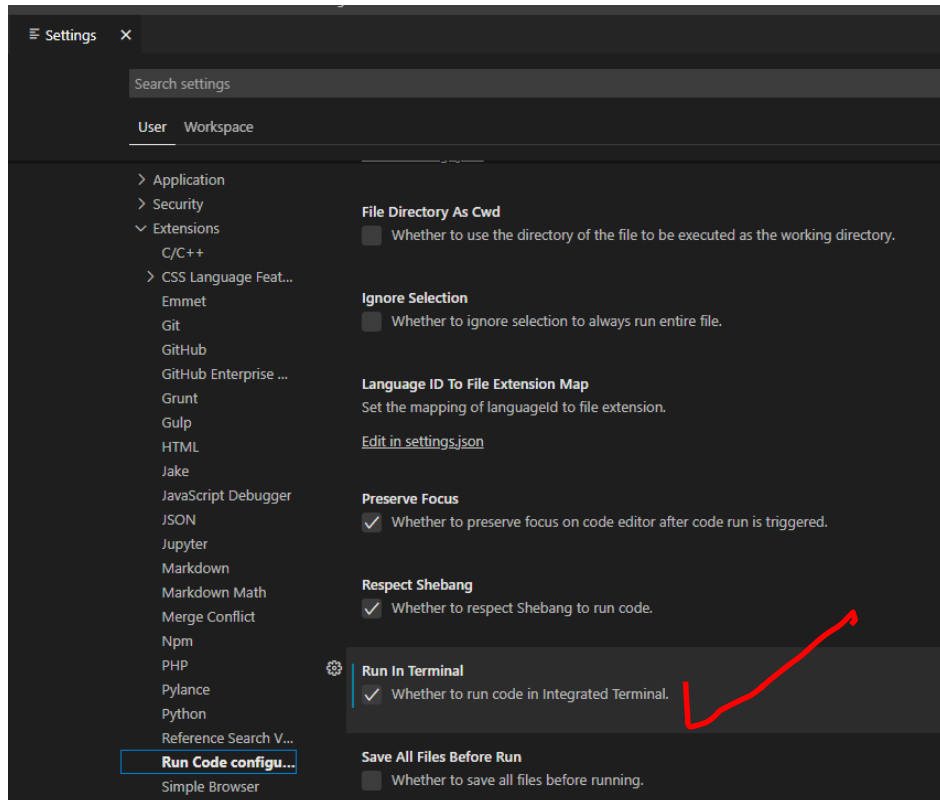 Settings
Search settings
User Workspace
Application
Security
Extensions
C/C++
CSS Language Feat...
Emmet
Git
GitHub
GitHub Enterprise ...
Grunt
Gulp
HTML
Jake
JavaScript Debugger
JSON
Jupyter
Markdown
Markdown Math
Merge Conflict
Npm
PHP
Pylance
Python
Reference Search V...
Run Code configu...
Simple Browser
File Directory As Cwd
Whether to use the directory of the file to be executed as the working directory.
Ignore Selection
Whether to ignore selection to always run entire file.
Language ID To File Extension Map
Set the mapping of languageId to file extension.
Edit in settings.json
Preserve Focus
Whether to preserve focus on code editor after code run is triggered.
Respect Shebang
Whether to respect Shebang to run code.
Run In Terminal
Whether to run code in Integrated Terminal.
Save All Files Before Run
Whether to save all files before running.